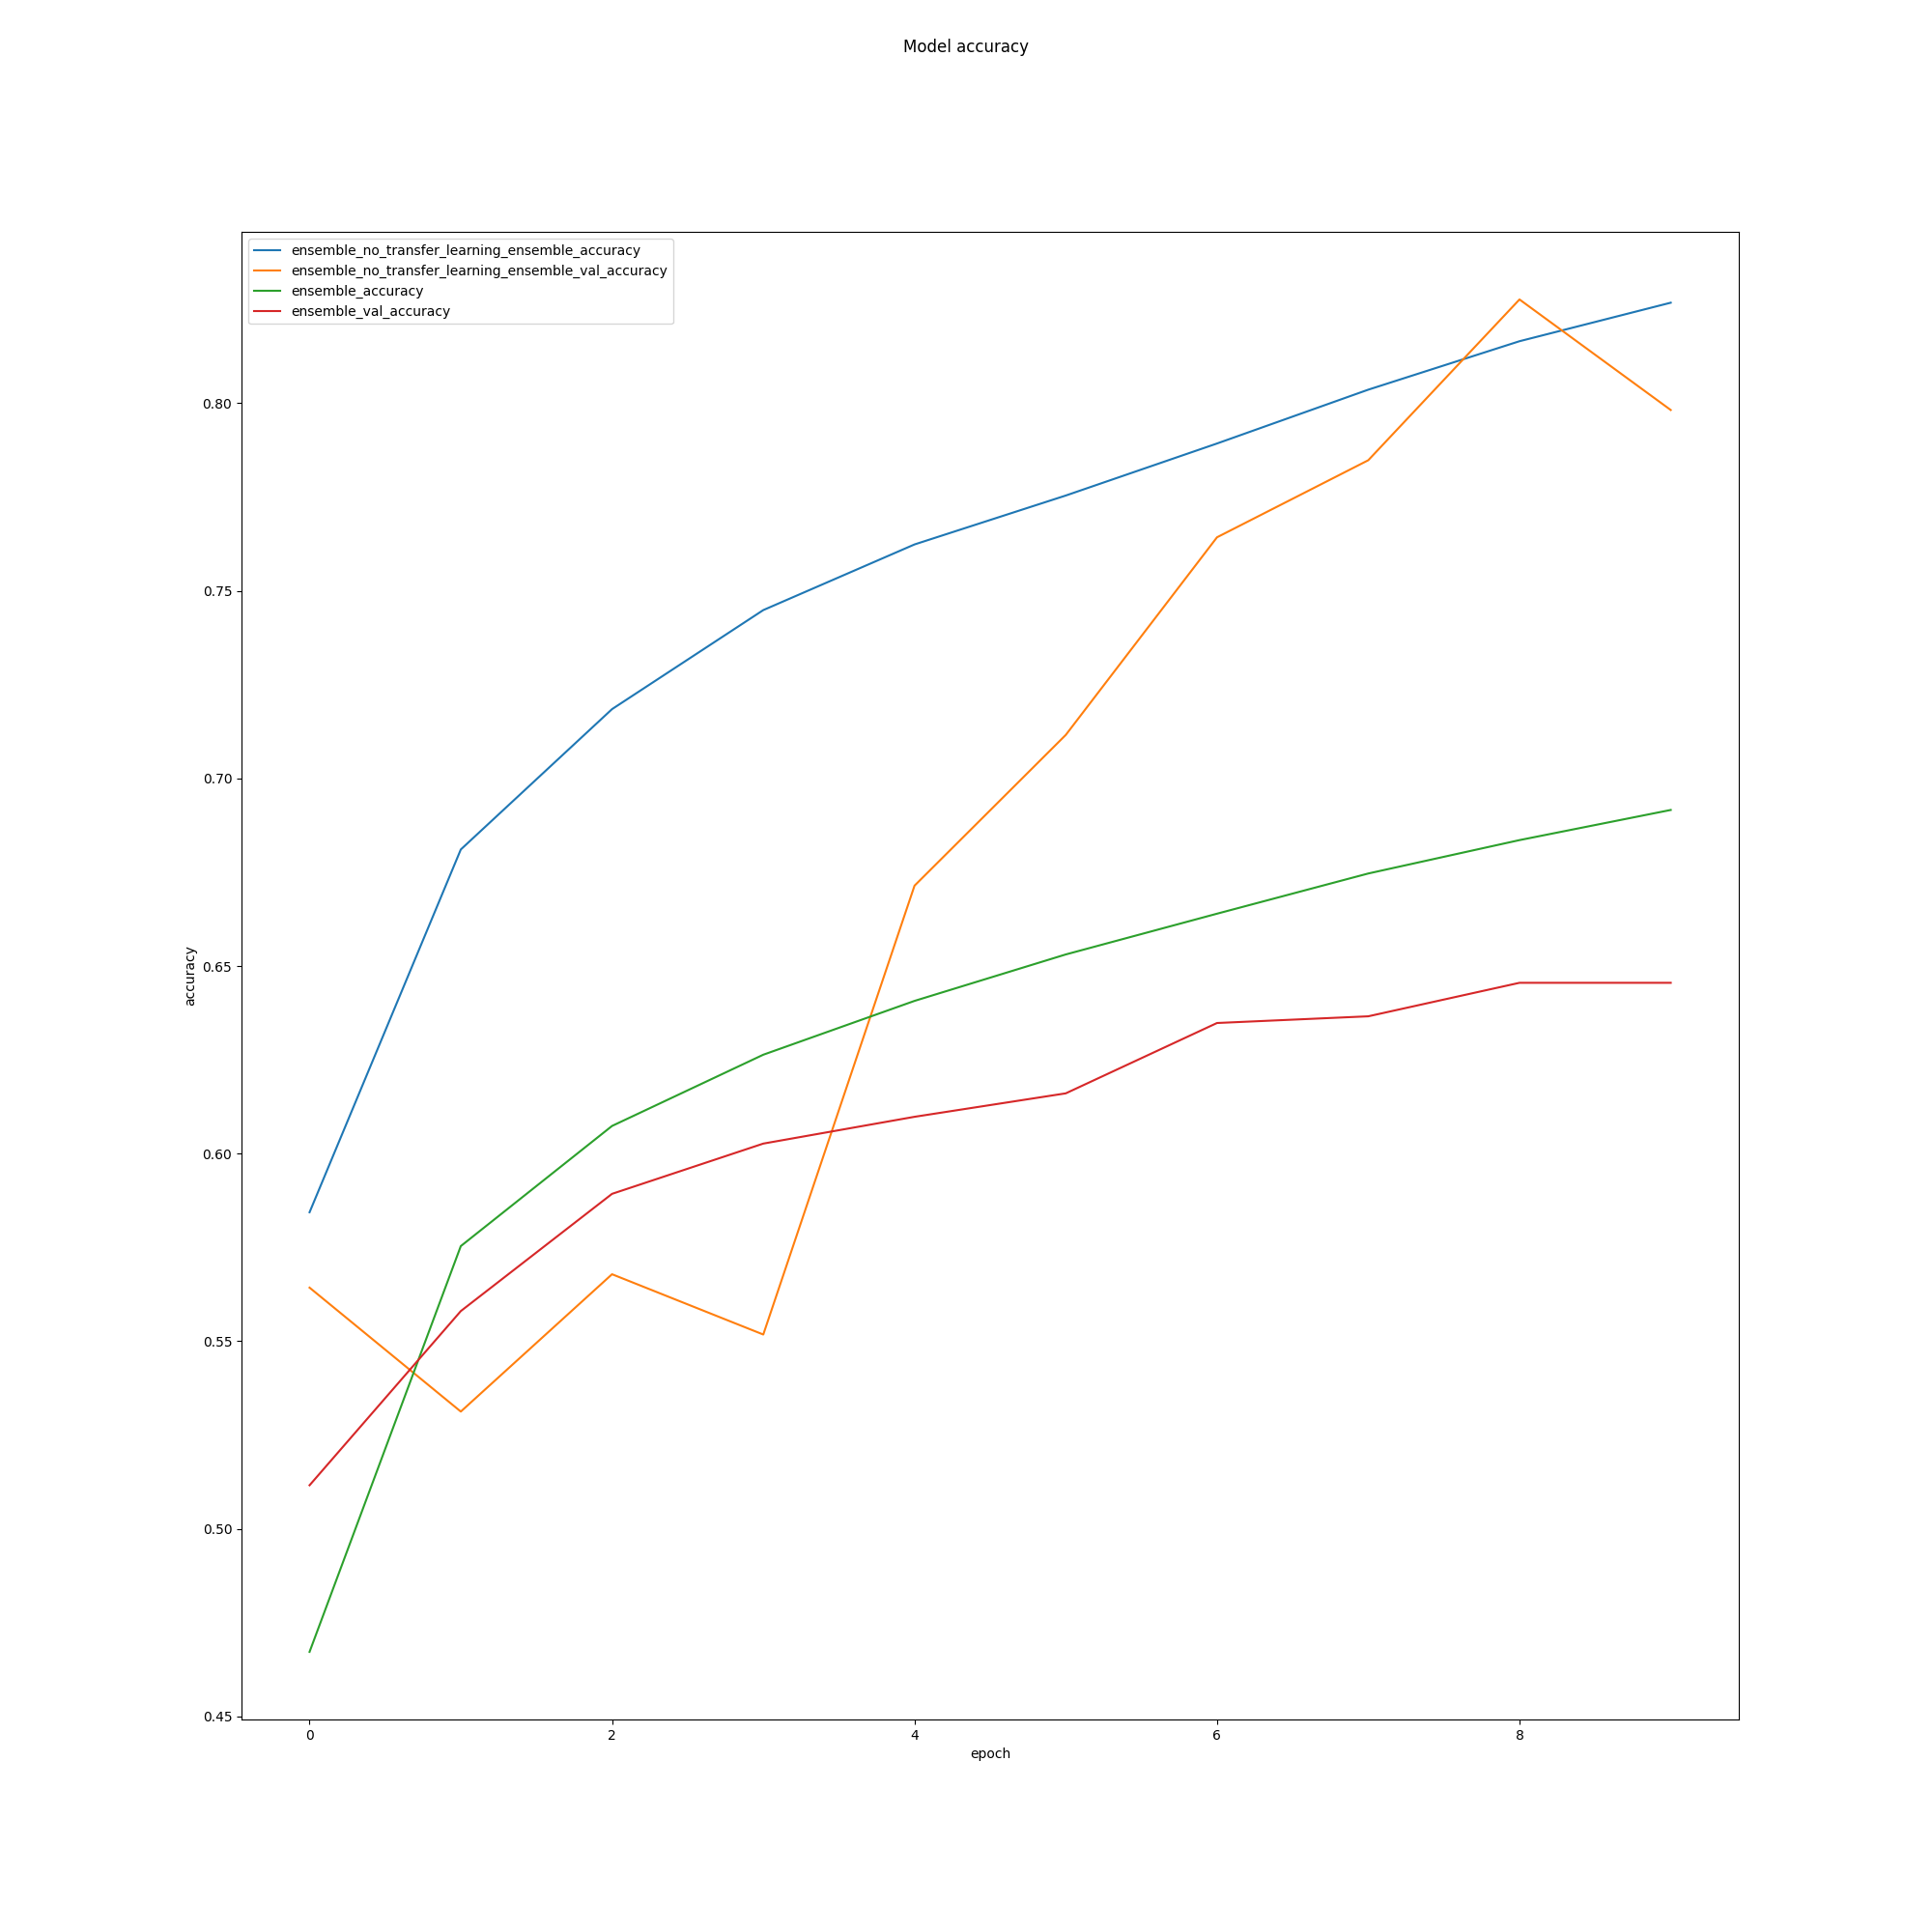 Model accuracy
ensemble_no_transfer_learning_ensemble_accuracy
ensemble_no_transfer_learning_ensemble_val_accuracy
ensemble_accuracy
ensemble_val_accuracy
0.80
0.75
0.70
0.65
0.60
0.55
0.50
0.45
accuracy
0 2 4 6 8
epoch